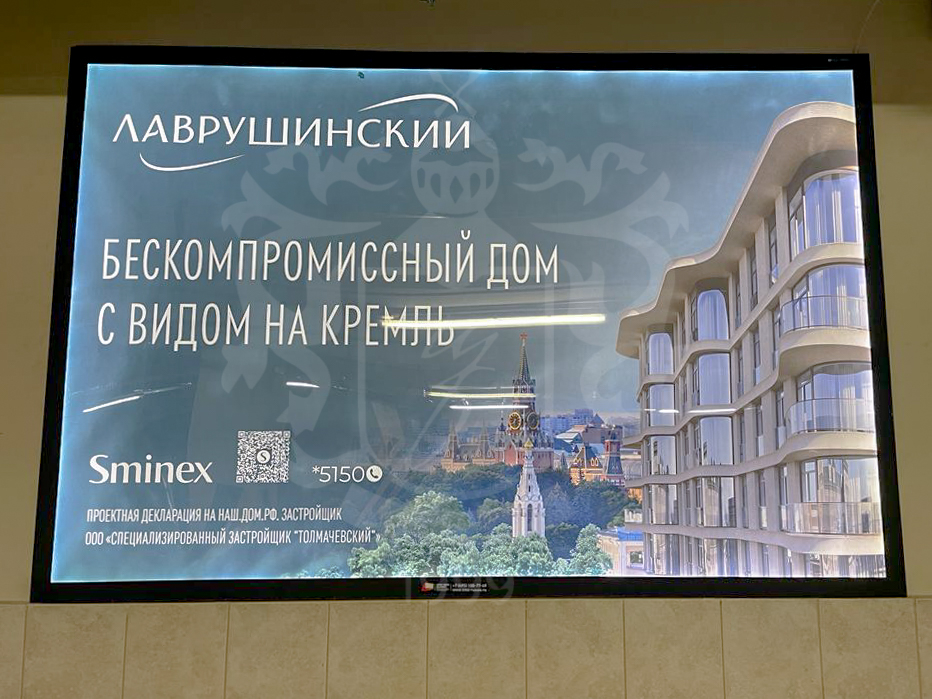 ЛАВРУШИНСКИЙ
БЕСКОМПРОМИССНЫЙ ДОМ
С ВИДОМ НА КРЕМЛЬ
Sminex
*5150
ПРОЕКТНАЯ ДЕКЛАРАЦИЯ НА НАШ.ДОМ.РФ. ЗАСТРОЙЩИК
ООО «СПЕЦИАЛИЗИРОВАННЫЙ ЗАСТРОЙЩИК "ТОЛМАЧЕВСКИЙ"»